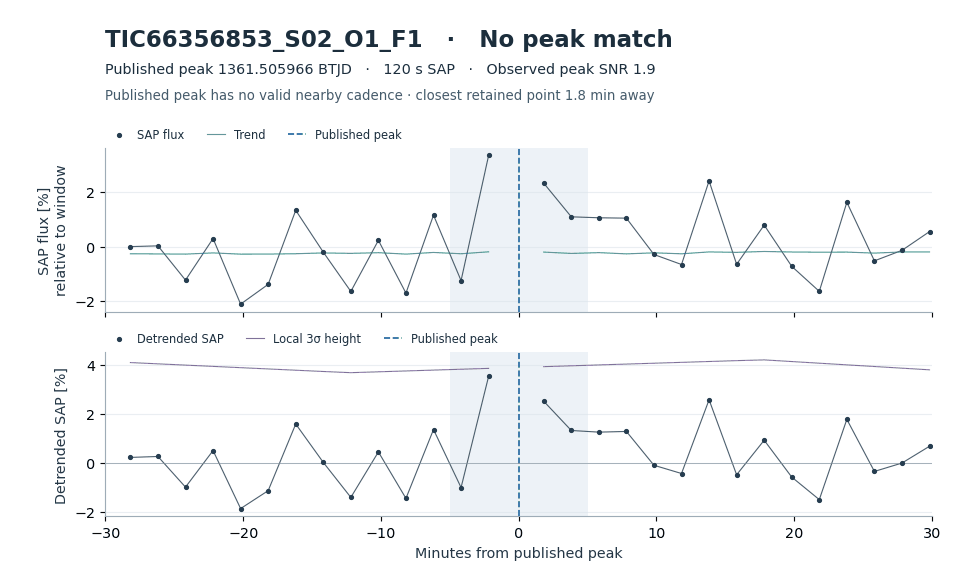 TIC66356853_S02_O1_F1 · No peak match
Published peak 1361.505966 BTJD · 120 s SAP · Observed peak SNR 1.9
Published peak has no valid nearby cadence · closest retained point 1.8 min away
SAP flux Trend Published peak
SAP flux [%]
relative to window
2
0
−2
Detrended SAP Local 3σ height Published peak
Detrended SAP [%]
4
2
0
−2
−30 −20 −10 0 10 20 30
Minutes from published peak